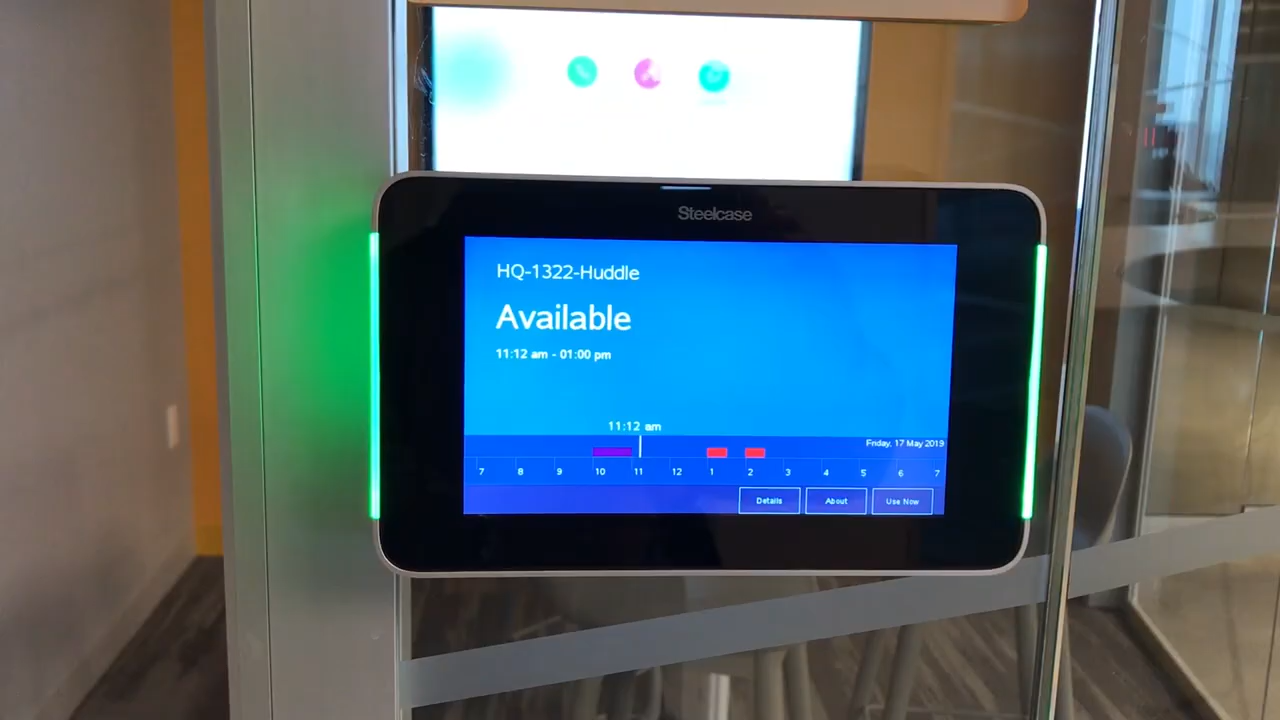 Steelcase
HQ-1322-Huddle
Available
11:12 am - 01:00 pm
11:12 am
Friday, 17 May 2019
7 8 9 10 11 12 1 2 3 4 5 6 7
Details About Use Now